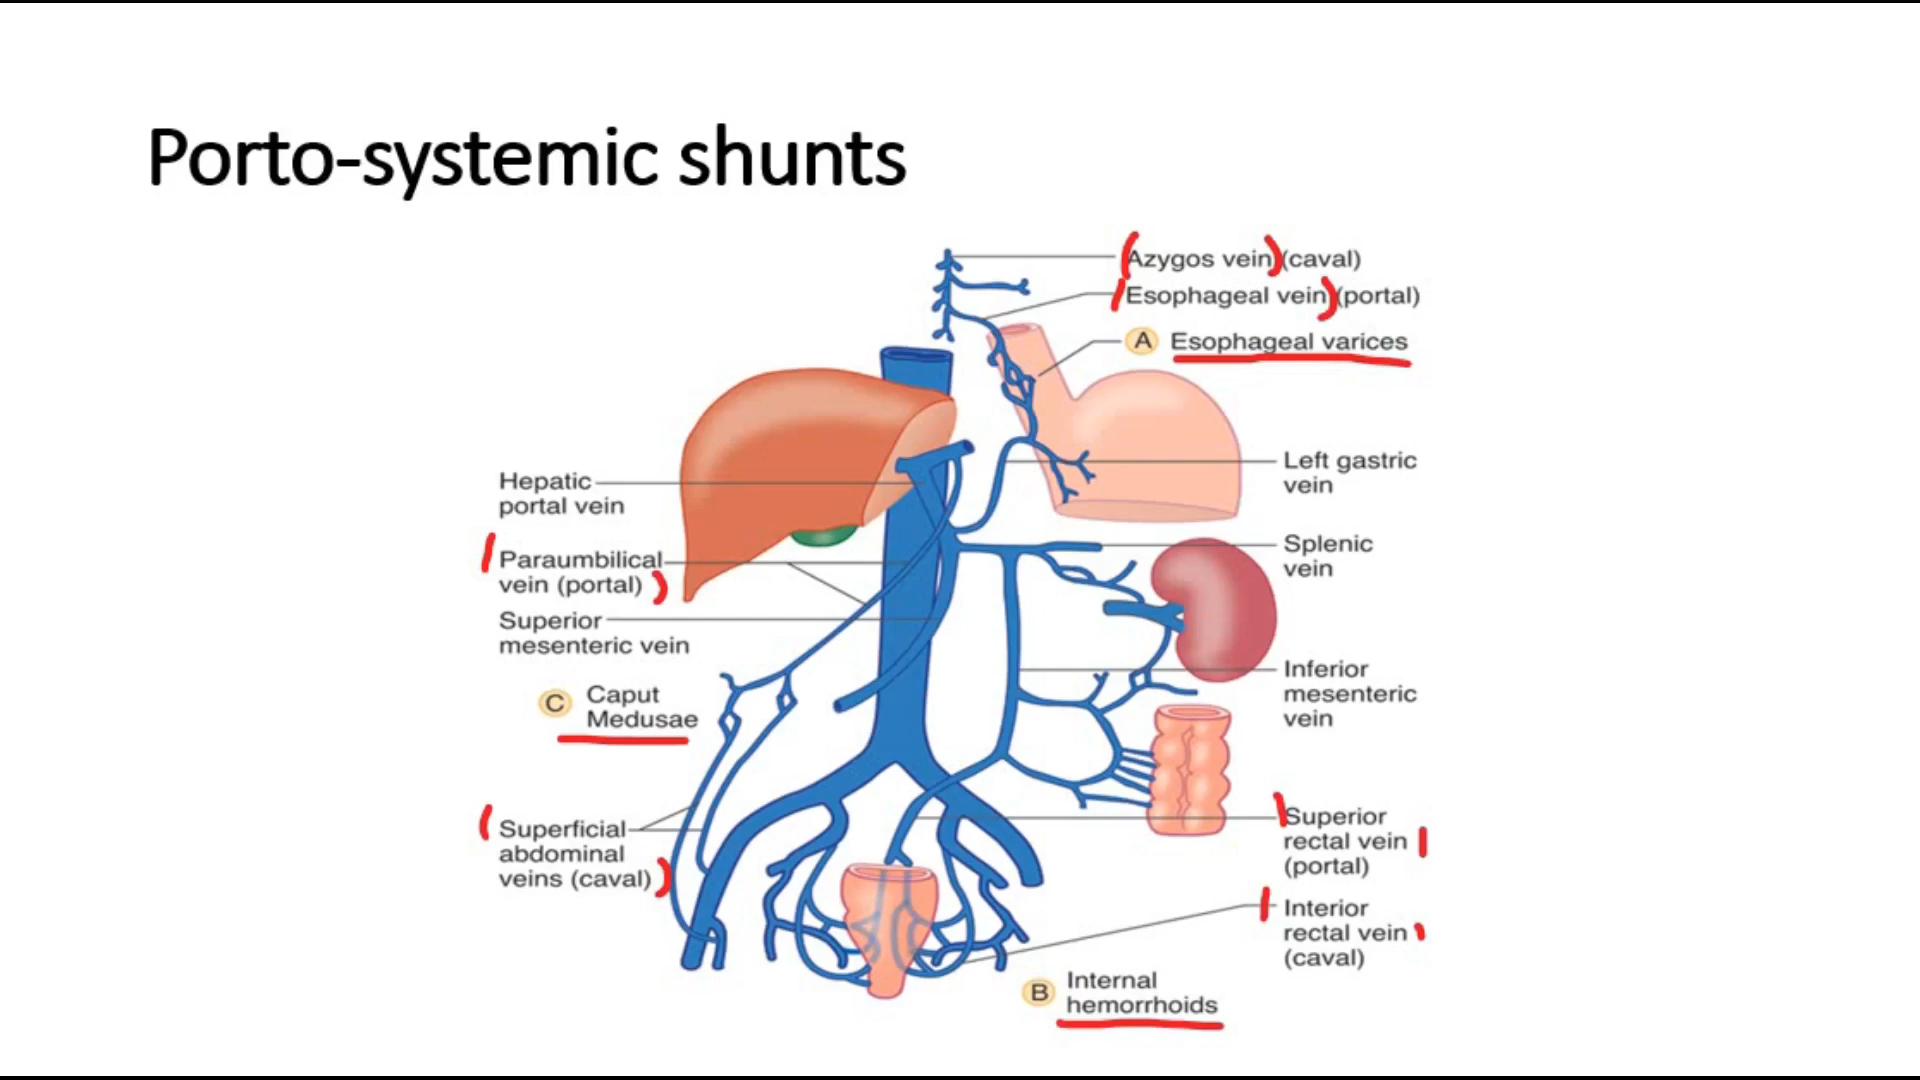 Porto-systemic shunts
Azygos vein (caval)
Esophageal vein (portal)
A Esophageal varices
Hepatic
portal vein
Paraumbilical
vein (portal)
Superior
mesenteric vein
C Caput
Medusae
Superficial
abdominal
veins (caval)
Left gastric
vein
Splenic
vein
Inferior
mesenteric
vein
Superior
rectal vein
(portal)
Interior
rectal vein
(caval)
B Internal
hemorrhoids